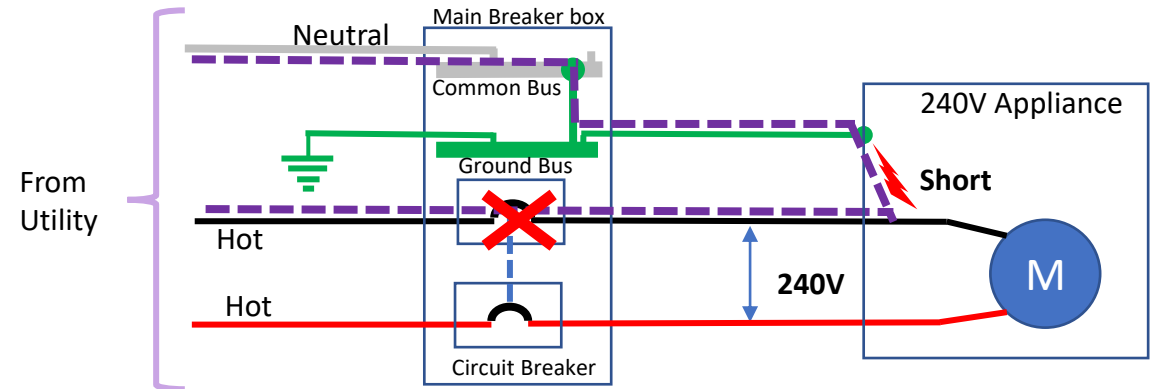 Main Breaker box
Neutral
Common Bus
240V Appliance
Ground Bus
From
Utility
Short
Hot
M
240V
Hot
Circuit Breaker